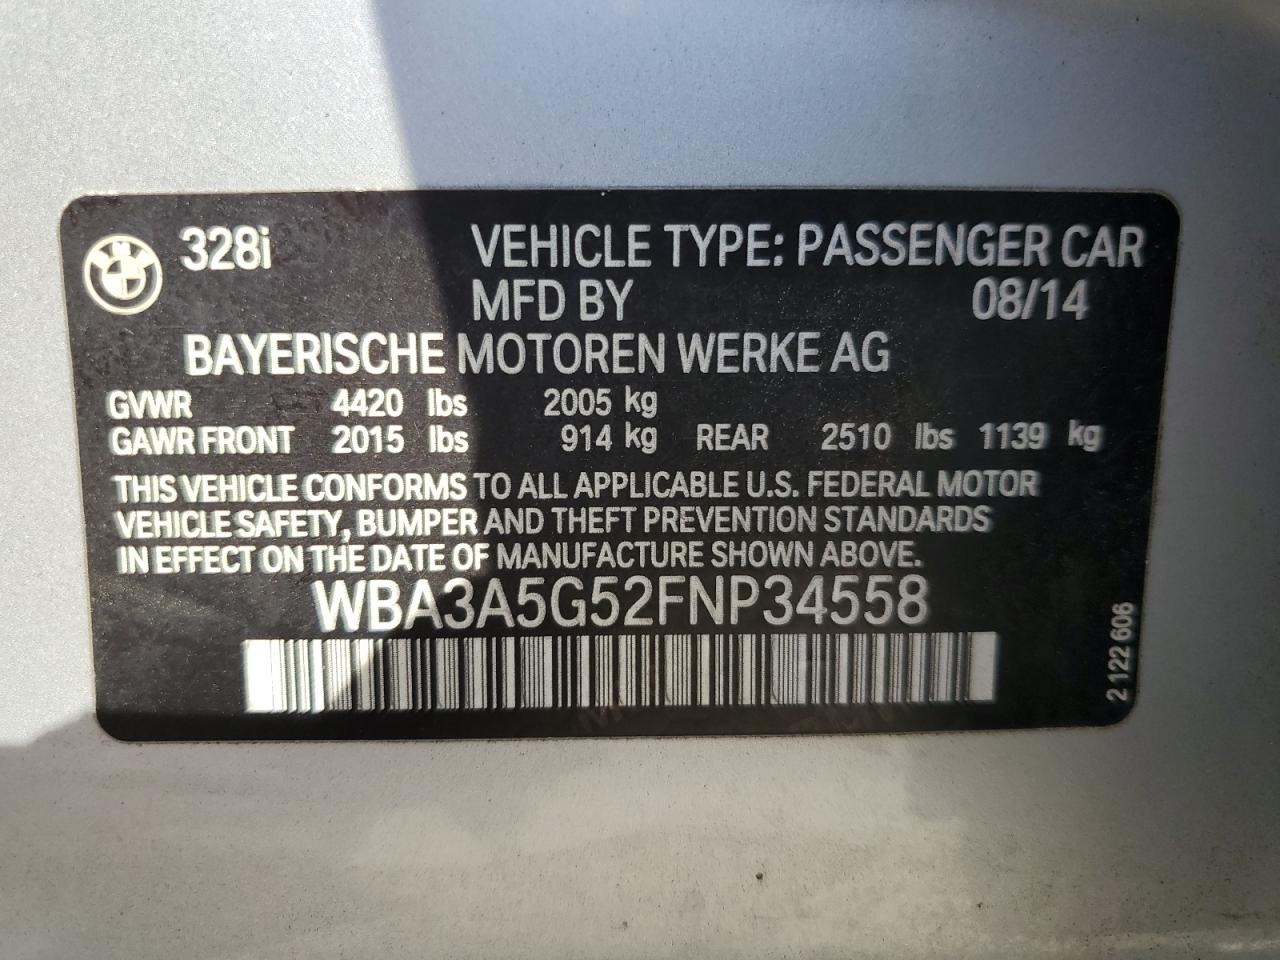 328i VEHICLE TYPE: PASSENGER CAR
MFD BY 08/14
BAYERISCHE MOTOREN WERKE AG
GVWR 4420 lbs 2005 kg
GAWR FRONT 2015 lbs 914 kg REAR 2510 lbs 1139 kg
THIS VEHICLE CONFORMS TO ALL APPLICABLE U.S. FEDERAL MOTOR
VEHICLE SAFETY, BUMPER AND THEFT PREVENTION STANDARDS
IN EFFECT ON THE DATE OF MANUFACTURE SHOWN ABOVE.
WBA3A5G52FNP34558
2 122 606